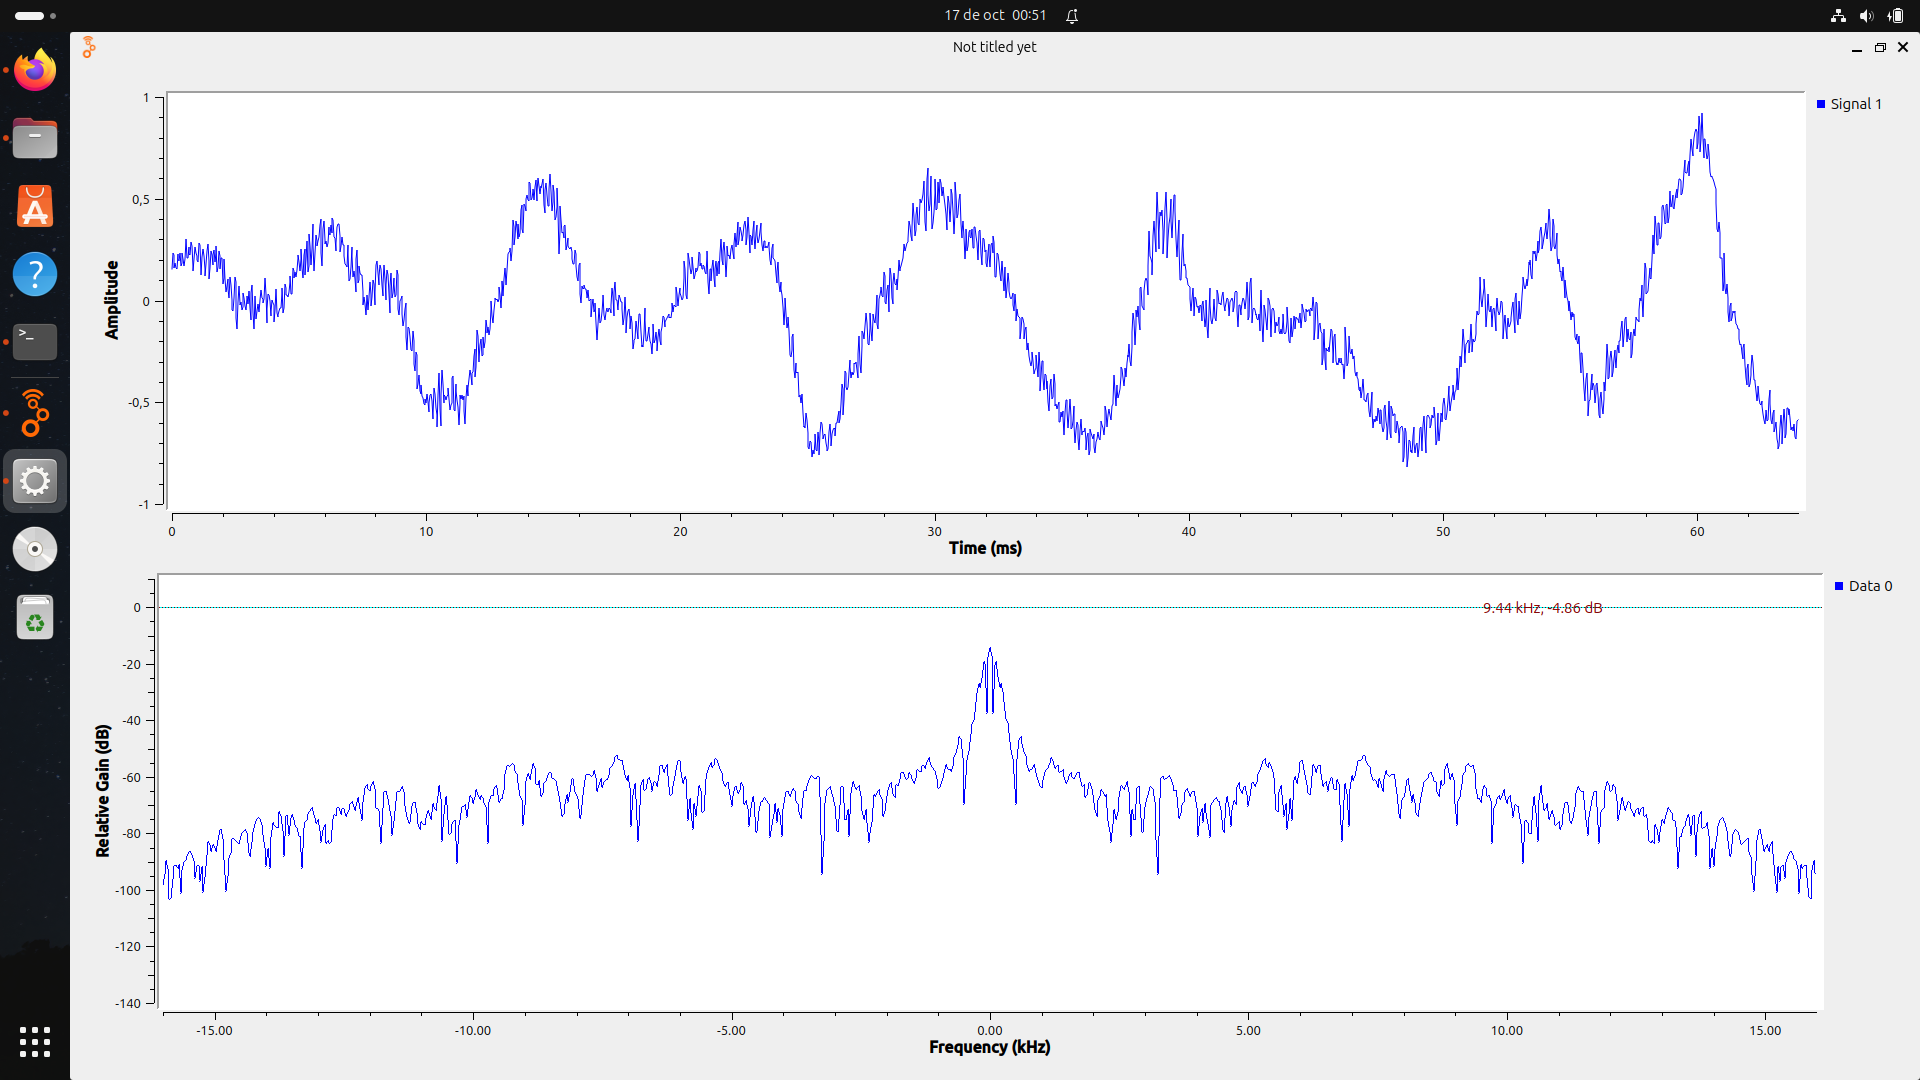 17 de oct 00:51
Not titled yet
1
0,5
0
-0,5
-1
Amplitude
Signal 1
0 10 20 30 40 50 60
Time (ms)
0
-20
-40
-60
-80
-100
-120
-140
Relative Gain (dB)
9.44 kHz, -4.86 dB
Data 0
-15.00 -10.00 -5.00 0.00 5.00 10.00 15.00
Frequency (kHz)